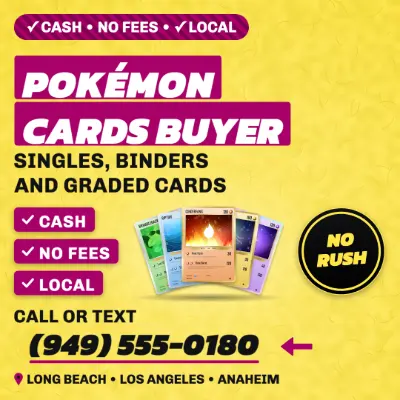 ✓CASH • NO FEES • ✓LOCAL
POKÉMON
CARDS BUYER
SINGLES, BINDERS
AND GRADED CARDS
✓ CASH
✓ NO FEES
✓ LOCAL
NO
RUSH
CALL OR TEXT
(949) 555-0180
LONG BEACH • LOS ANGELES • ANAHEIM